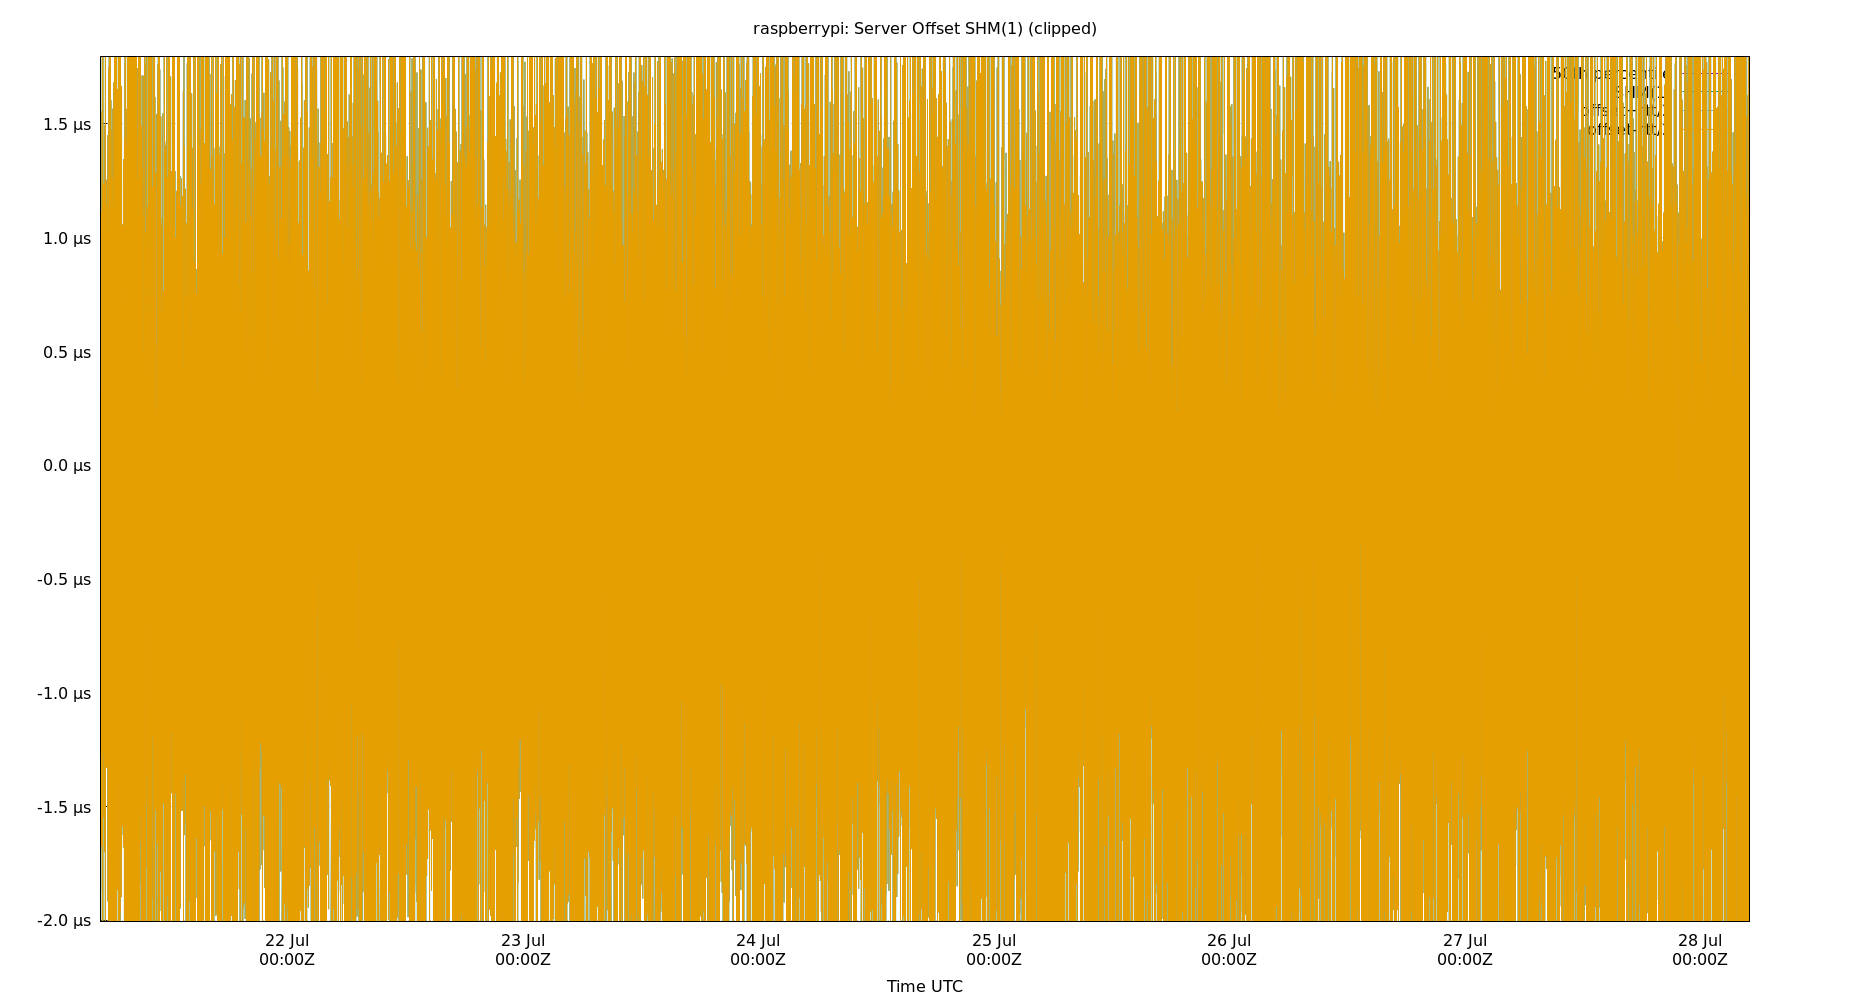 raspberrypi: Server Offset SHM(1) (clipped)
50th percentile
1.5 µs
1.0 µs
0.5 µs
0.0 µs
-0.5 µs
-1.0 µs
-1.5 µs
-2.0 µs
22 Jul 23 Jul 24 Jul 25 Jul 26 Jul 27 Jul 28 Jul
00:00Z 00:00Z 00:00Z 00:00Z 00:00Z 00:00Z 00:00Z
Time UTC